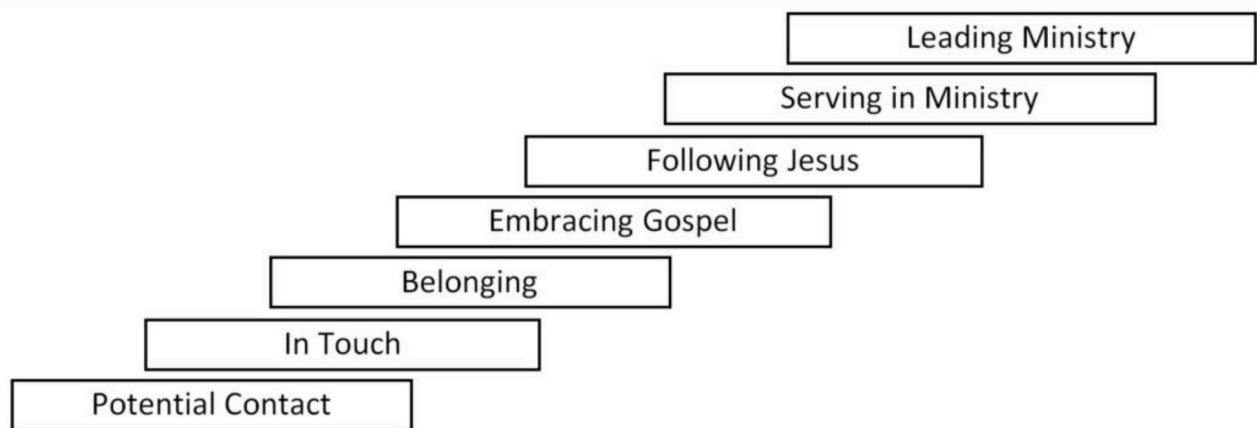 Leading Ministry
Serving in Ministry
Following Jesus
Embracing Gospel
Belonging
In Touch
Potential Contact